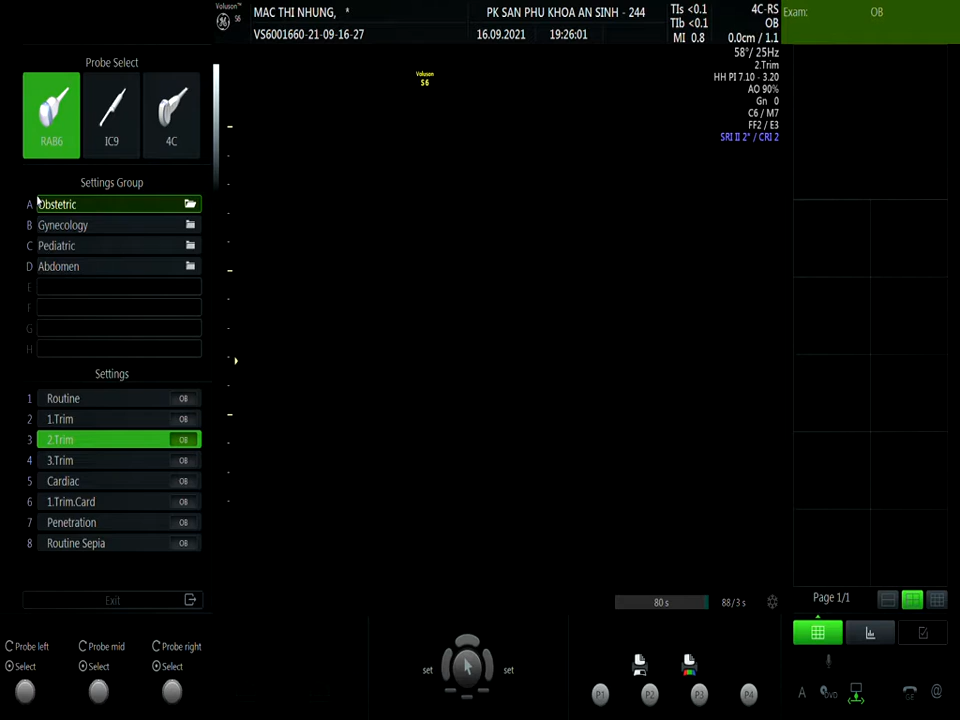 Voluson™
S6
MAC THI NHUNG, *
PK SAN PHU KHOA AN SINH - 244
VS6001660-21-09-16-27
16.09.2021
19:26:01
TIs <0.1
TIb <0.1
MI 0.8
4C-RS
OB
0.0cm / 1.1
58° / 25Hz
2.Trim
HH PI 7.10 - 3.20
AO 90%
Gn 0
C6 / M7
FF2 / E3
SRI II 2* / CRI 2
Exam: OB
Voluson
S6
Probe Select
RAB6
IC9
4C
Settings Group
A Obstetric
B Gynecology
C Pediatric
D Abdomen
E
F
G
H
Settings
1 Routine OB
2 1.Trim OB
3 2.Trim OB
4 3.Trim OB
5 Cardiac OB
6 1.Trim.Card OB
7 Penetration OB
8 Routine Sepia OB
Exit
Probe left
Select
Probe mid
Select
Probe right
Select
set
set
80 s
88/3 s
P1
P2
P3
P4
Page 1/1
A
DVD
GE
@